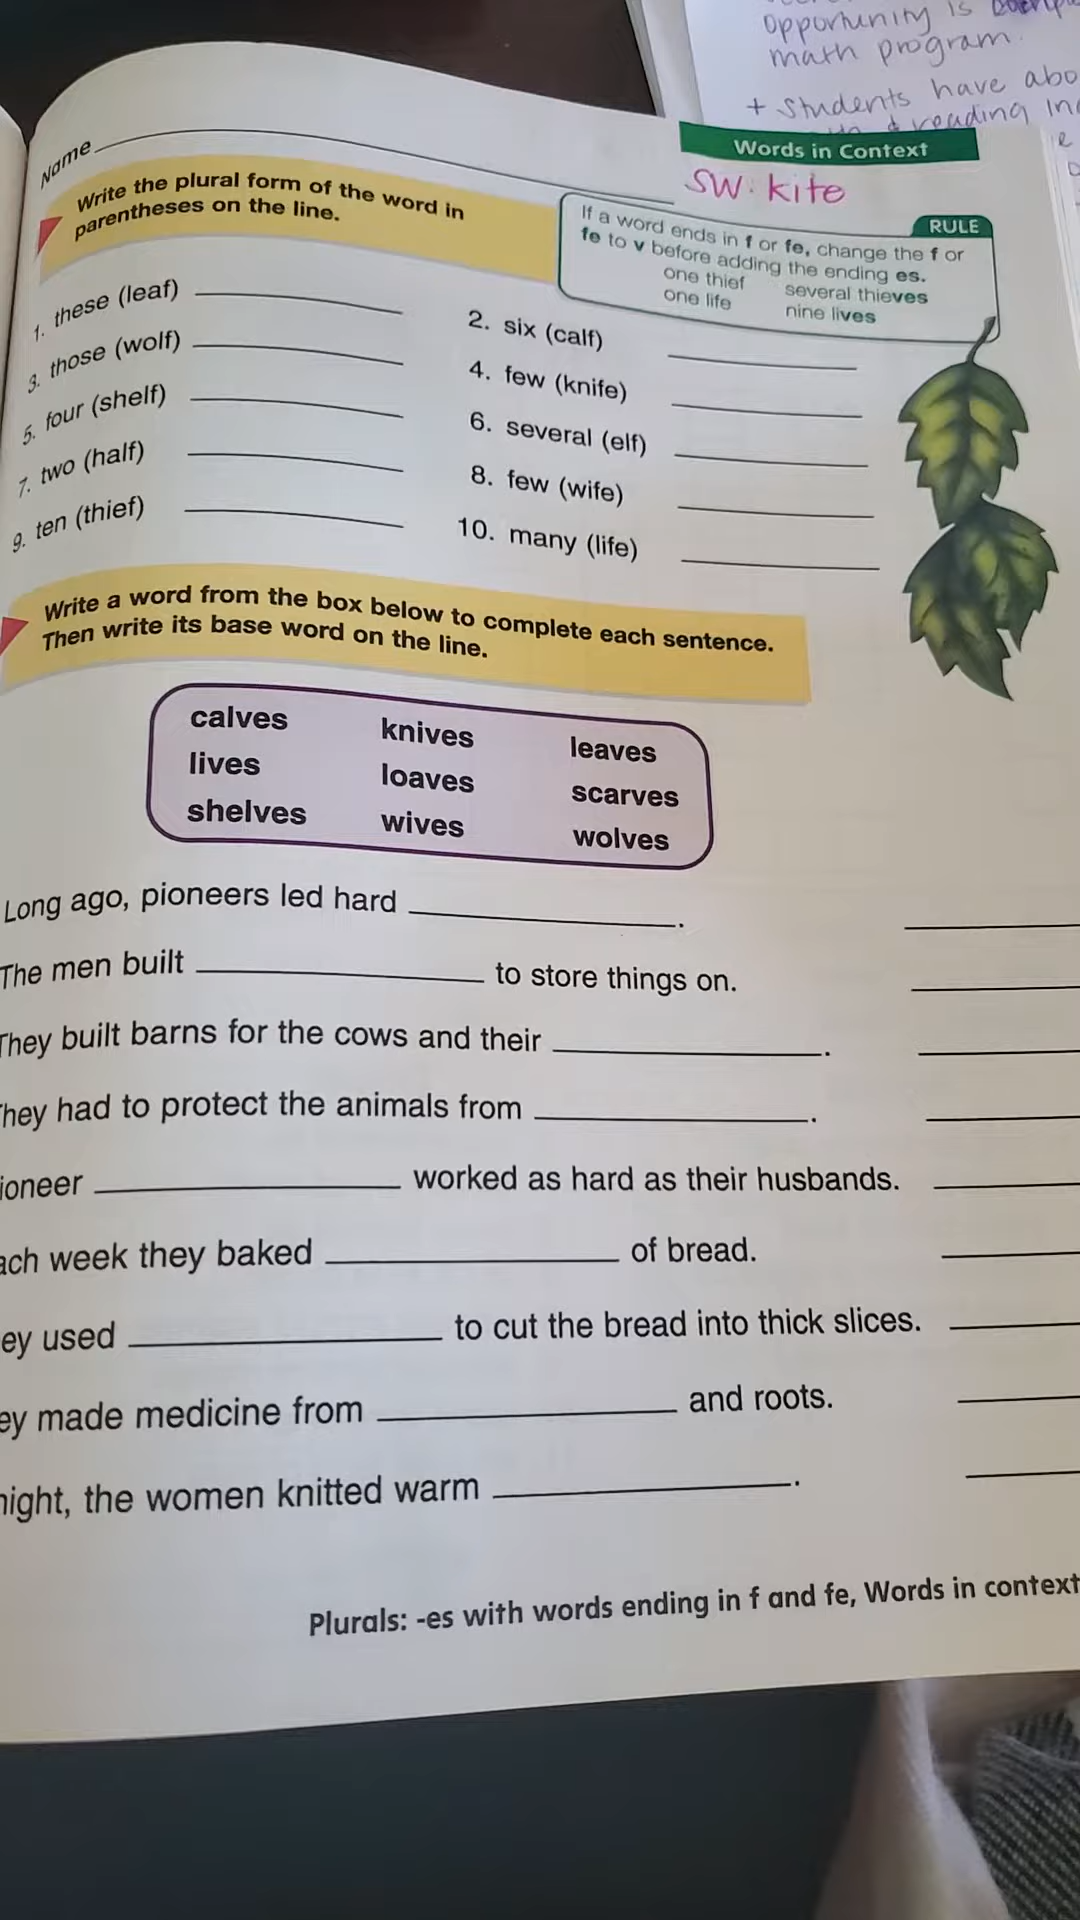 opportunity is
math program.
+ students have
reading
Name
Words in Context
SW. kite
Write the plural form of the word in
parentheses on the line.
RULE
If a word ends in f or fe, change the f or
fe to v before adding the ending es.
one thief several thieves
one life nine lives
1. these (leaf)
2. six (calf)
3. those (wolf)
4. few (knife)
5. four (shelf)
6. several (elf)
7. two (half)
8. few (wife)
9. ten (thief)
10. many (life)
Write a word from the box below to complete each sentence.
Then write its base word on the line.
calves knives leaves
lives loaves scarves
shelves wives wolves
Long ago, pioneers led hard .
The men built to store things on.
They built barns for the cows and their .
hey had to protect the animals from .
ioneer worked as hard as their husbands.
ach week they baked of bread.
ey used to cut the bread into thick slices.
ey made medicine from and roots.
night, the women knitted warm .
Plurals: -es with words ending in f and fe, Words in context